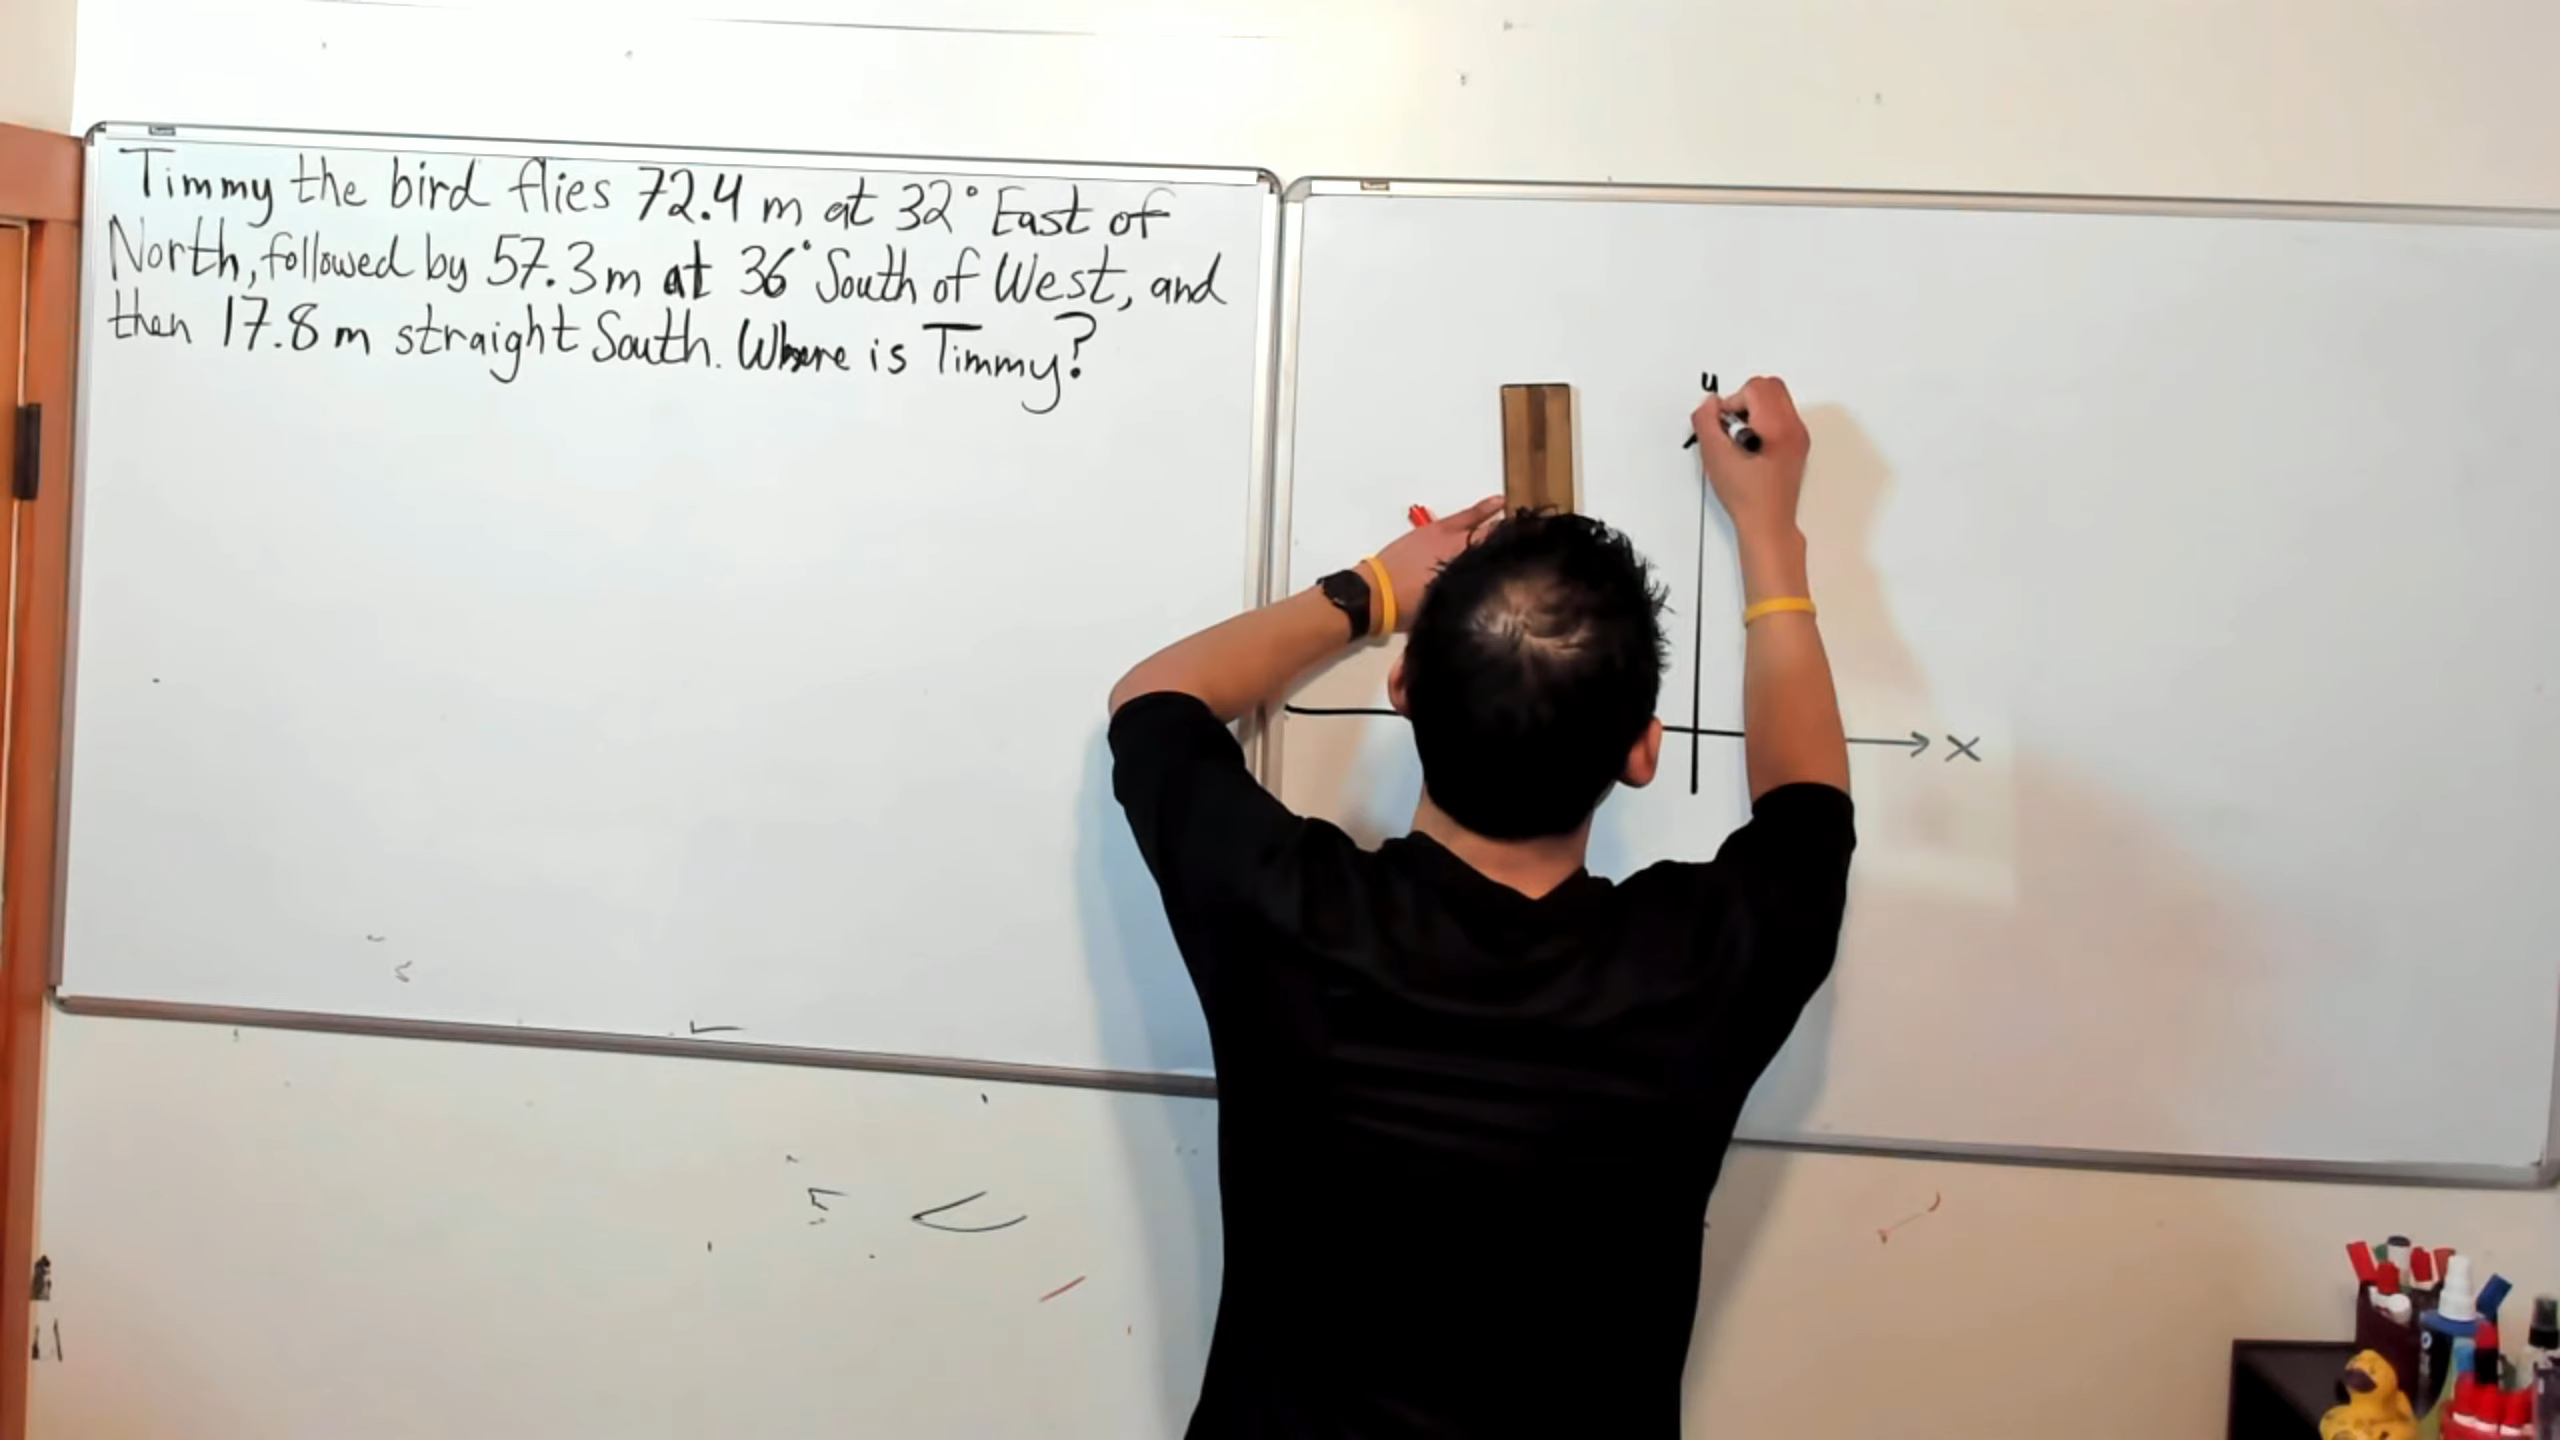 Timmy the bird flies 72.4 m at 32° East of
North, followed by 57.3 m at 36° South of West, and
then 17.8 m straight South. Where is Timmy?
y
x